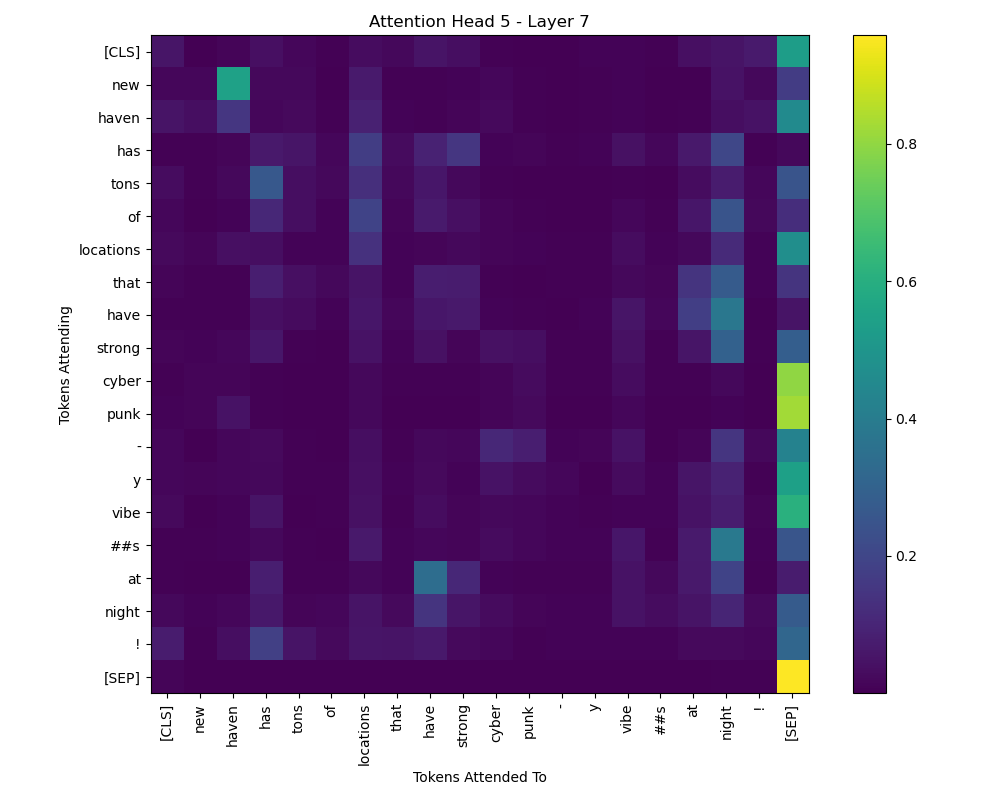 Attention Head 5 - Layer 7
Tokens Attending
[CLS]
new
haven
has
tons
of
locations
that
have
strong
cyber
punk
-
y
vibe
##s
at
night
!
[SEP]
[CLS]
new
haven
has
tons
of
locations
that
have
strong
cyber
punk
-
y
vibe
##s
at
night
!
[SEP]
Tokens Attended To
0.8
0.6
0.4
0.2